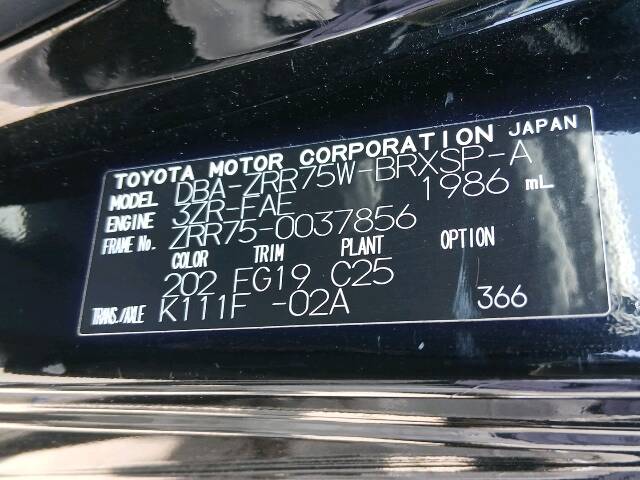 TOYOTA MOTOR CORPORATION JAPAN
MODEL DBA-ZRR75W-BRXSP-A
ENGINE 3ZR-FAE 1986 mL
FRAME No. ZRR75-0037856
COLOR TRIM PLANT OPTION
202 FG19 C25
TRANS./AXLE K111F -02A 366